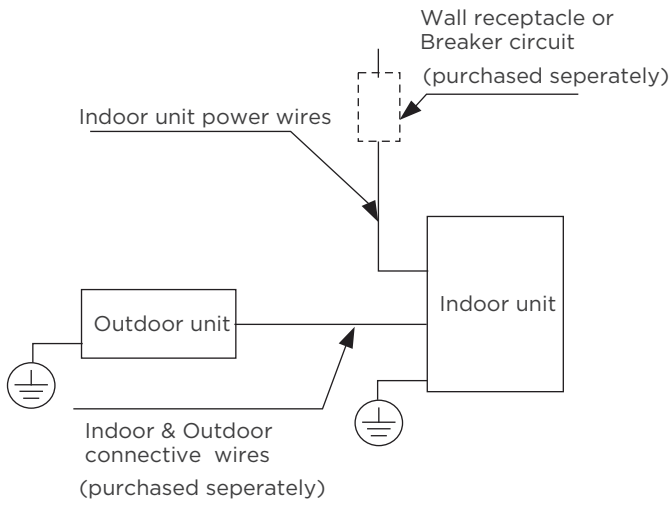 Wall receptacle or
Breaker circuit
(purchased seperately)
Indoor unit power wires
Indoor unit
Outdoor unit
Indoor & Outdoor
connective wires
(purchased seperately)